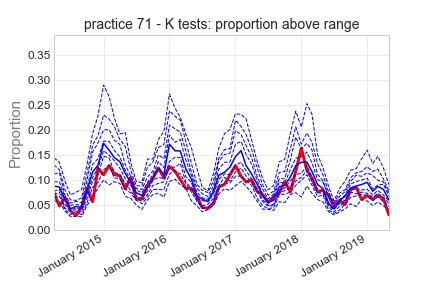 practice 71 - K tests: proportion above range
Proportion
0.35
0.30
0.25
0.20
0.15
0.10
0.05
0.00
January 2015
January 2016
January 2017
January 2018
January 2019